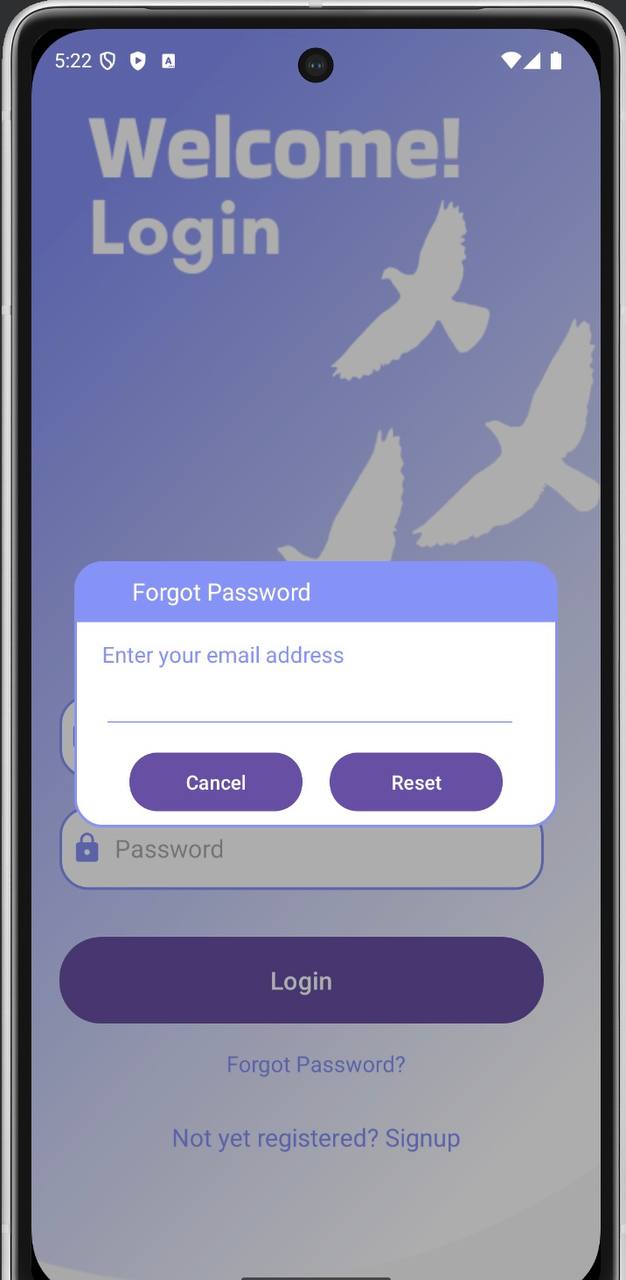 5:22
Welcome!
Login
Forgot Password
Enter your email address
Cancel Reset
Password
Login
Forgot Password?
Not yet registered? Signup